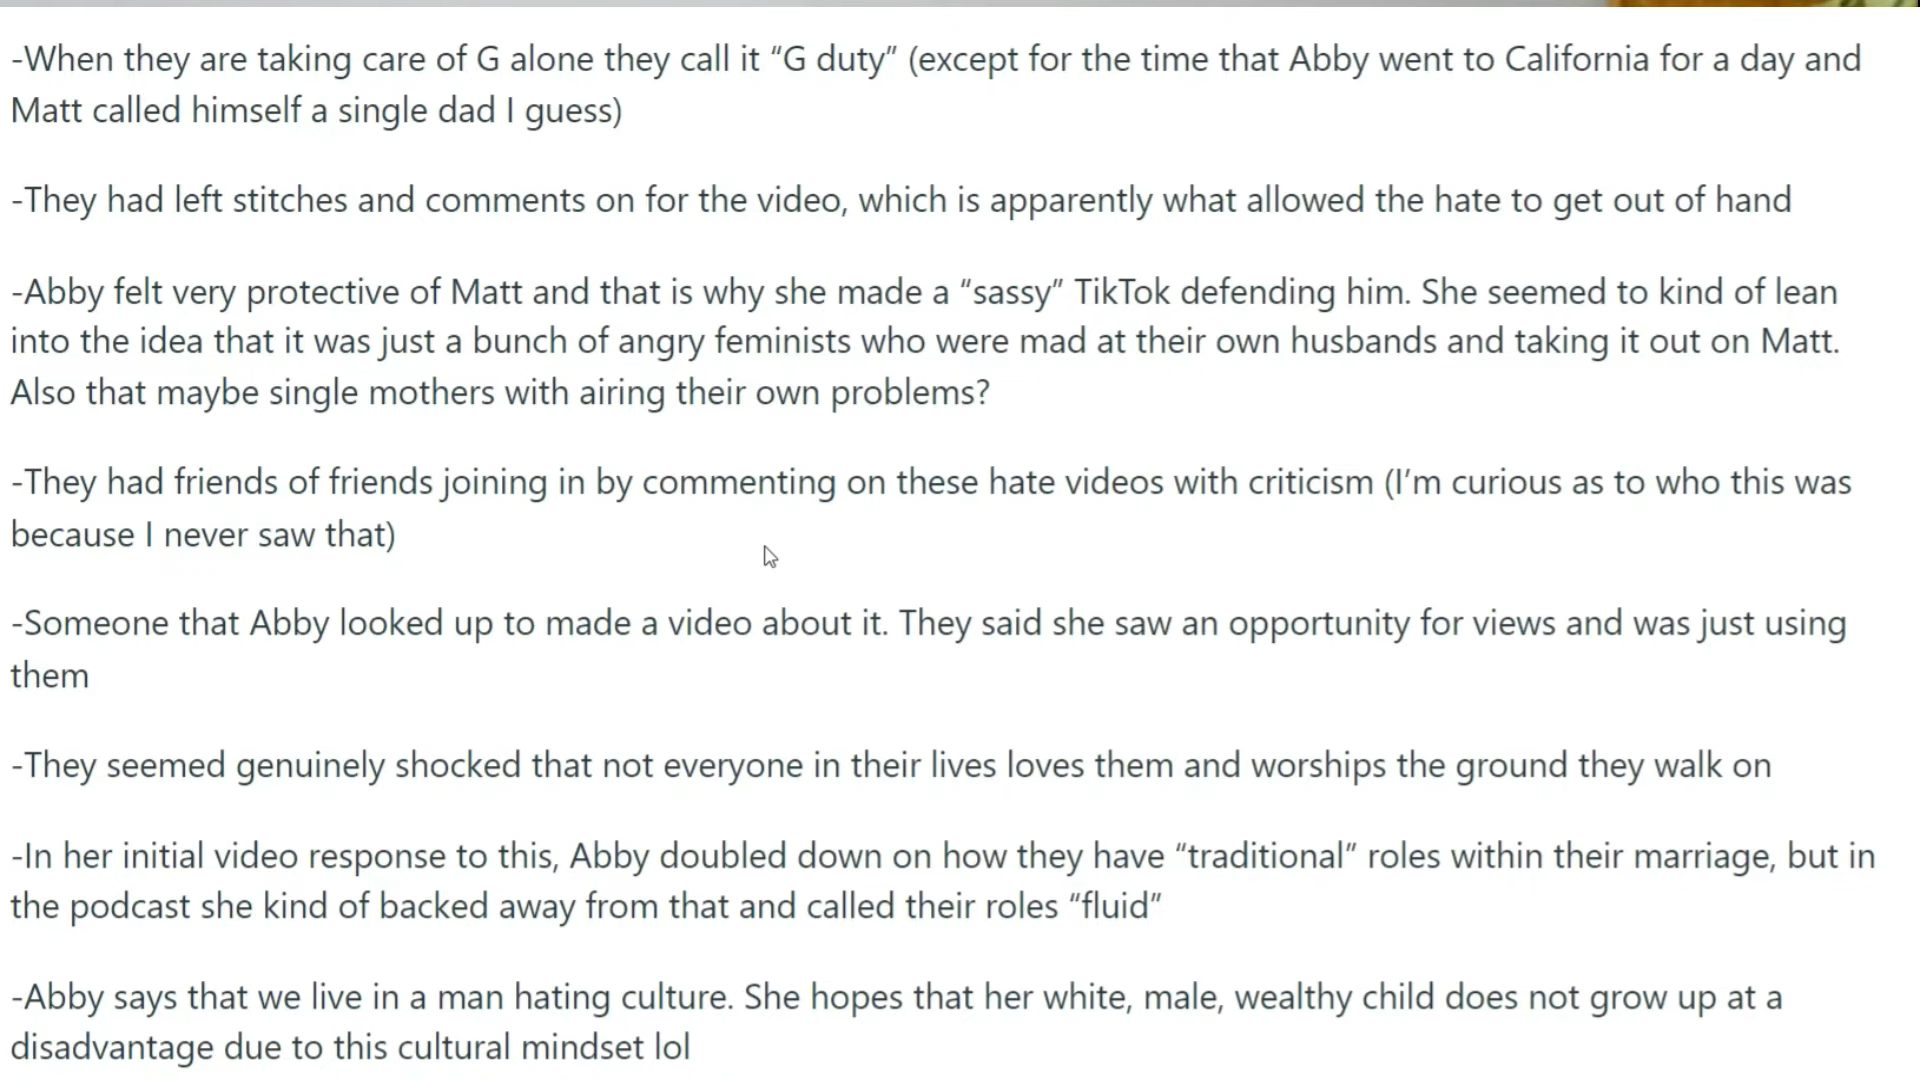 -When they are taking care of G alone they call it “G duty” (except for the time that Abby went to California for a day and
Matt called himself a single dad I guess)
-They had left stitches and comments on for the video, which is apparently what allowed the hate to get out of hand
-Abby felt very protective of Matt and that is why she made a “sassy” TikTok defending him. She seemed to kind of lean
into the idea that it was just a bunch of angry feminists who were mad at their own husbands and taking it out on Matt.
Also that maybe single mothers with airing their own problems?
-They had friends of friends joining in by commenting on these hate videos with criticism (I’m curious as to who this was
because I never saw that)
-Someone that Abby looked up to made a video about it. They said she saw an opportunity for views and was just using
them
-They seemed genuinely shocked that not everyone in their lives loves them and worships the ground they walk on
-In her initial video response to this, Abby doubled down on how they have “traditional” roles within their marriage, but in
the podcast she kind of backed away from that and called their roles “fluid”
-Abby says that we live in a man hating culture. She hopes that her white, male, wealthy child does not grow up at a
disadvantage due to this cultural mindset lol